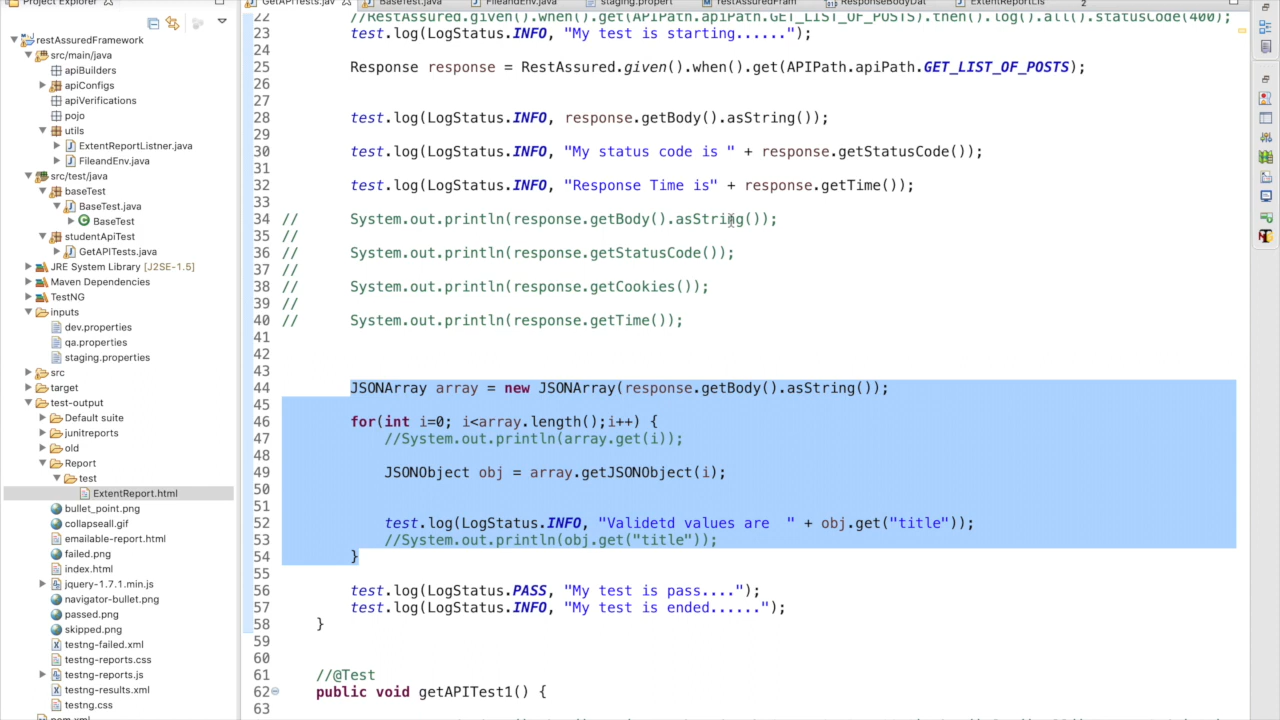 Project Explorer
GetAPITests.jav
BaseTest.java
FileandEnv.java
staging.propert
restAssuredFram
ResponseBodyDat
ExtentReportLis
2
restAssuredFramework
src/main/java
apiBuilders
apiConfigs
apiVerifications
pojo
utils
ExtentReportListner.java
FileandEnv.java
src/test/java
baseTest
BaseTest.java
BaseTest
studentApiTest
GetAPITests.java
JRE System Library [J2SE-1.5]
Maven Dependencies
TestNG
inputs
dev.properties
qa.properties
staging.properties
src
target
test-output
Default suite
junitreports
old
Report
test
ExtentReport.html
bullet_point.png
collapseall.gif
emailable-report.html
failed.png
index.html
jquery-1.7.1.min.js
navigator-bullet.png
passed.png
skipped.png
testng-failed.xml
testng-reports.css
testng-reports.js
testng-results.xml
testng.css
pom.xml
22 //RestAssured.given().when().get(APIPath.apiPath.GET_LIST_OF_POSTS).then().log().all().statusCode(400);
23 test.log(LogStatus.INFO, "My test is starting......");
24
25 Response response = RestAssured.given().when().get(APIPath.apiPath.GET_LIST_OF_POSTS);
26
27
28 test.log(LogStatus.INFO, response.getBody().asString());
29
30 test.log(LogStatus.INFO, "My status code is " + response.getStatusCode());
31
32 test.log(LogStatus.INFO, "Response Time is" + response.getTime());
33
34 // System.out.println(response.getBody().asString());
35 //
36 // System.out.println(response.getStatusCode());
37 //
38 // System.out.println(response.getCookies());
39 //
40 // System.out.println(response.getTime());
41
42
43
44 JSONArray array = new JSONArray(response.getBody().asString());
45
46 for(int i=0; i<array.length();i++) {
47 //System.out.println(array.get(i));
48
49 JSONObject obj = array.getJSONObject(i);
50
51
52 test.log(LogStatus.INFO, "Validetd values are  " + obj.get("title"));
53 //System.out.println(obj.get("title"));
54 }
55
56 test.log(LogStatus.PASS, "My test is pass....");
57 test.log(LogStatus.INFO, "My test is ended......");
58 }
59
60
61 //@Test
62 public void getAPITest1() {
63